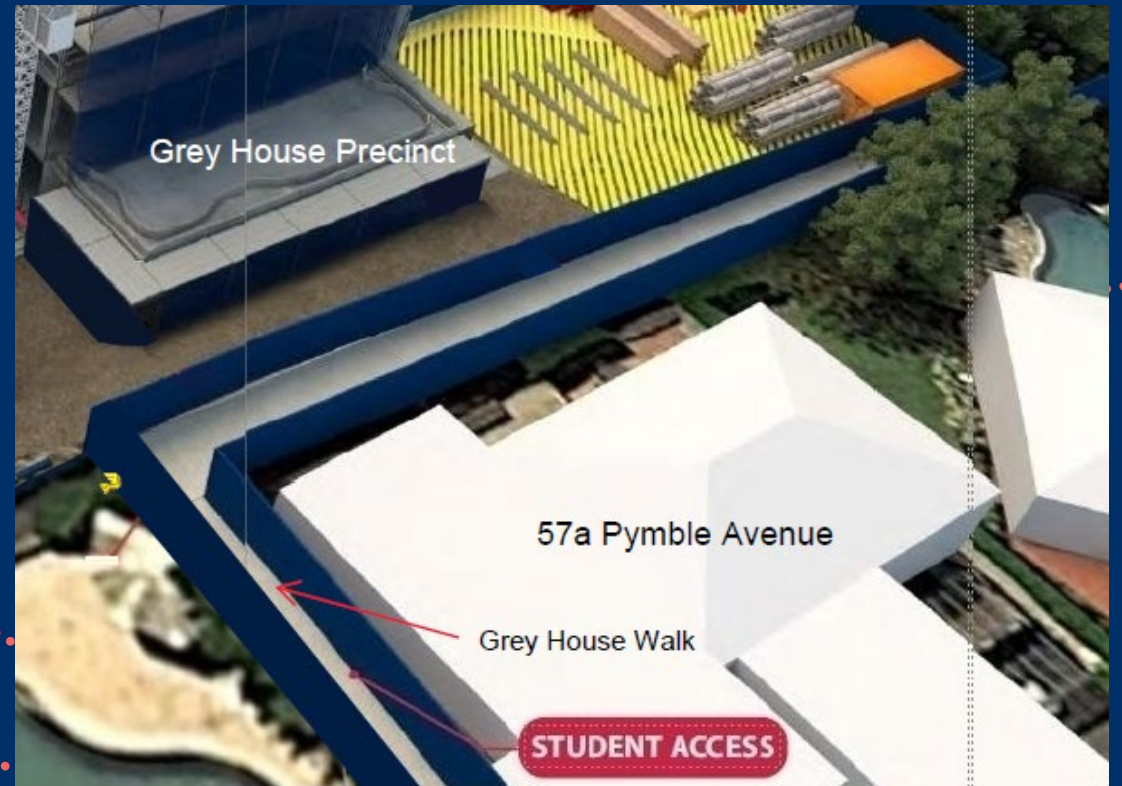 Grey House Precinct
57a Pymble Avenue
Grey House Walk
STUDENT ACCESS